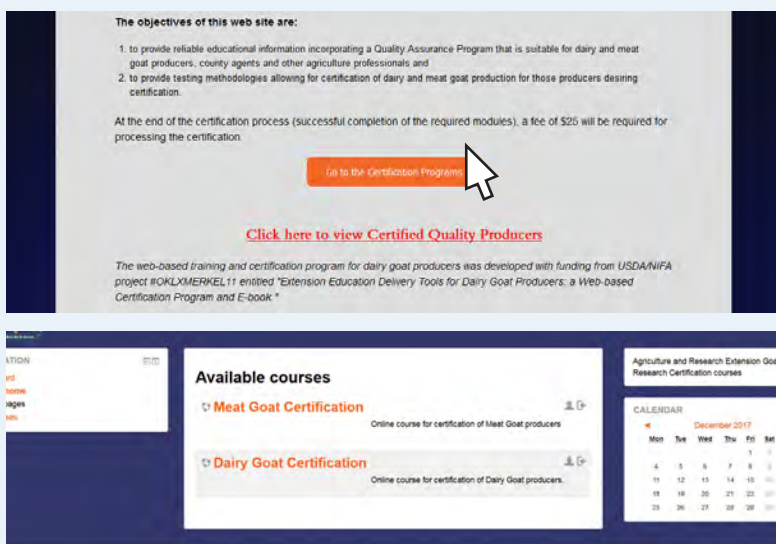 The objectives of this web site are:
1. to provide reliable educational information incorporating a Quality Assurance Program that is suitable for dairy and meat
goat producers, county agents and other agriculture professionals and
2. to provide testing methodologies allowing for certification of dairy and meat goat production for those producers desiring
certification.
At the end of the certification process (successful completion of the required modules), a fee of $25 will be required for
processing the certification.
Go to the Certification Programs
Click here to view Certified Quality Producers
The web-based training and certification program for dairy goat producers was developed with funding from USDA/NIFA
project #OKLXMERKEL11 entitled "Extension Education Delivery Tools for Dairy Goat Producers: a Web-based
Certification Program and E-book."
ATION
home
pages
Available courses
Meat Goat Certification
Online course for certification of Meat Goat producers
Dairy Goat Certification
Online course for certification of Dairy Goat producers.
Agriculture and Research Extension Goa
Research Certification courses
CALENDAR
December 2017
Mon Tue Wed Thu Fri Sat
1
4 5 6 7 8
11 12 13 14 15
18 19 20 21 22
25 26 27 28 29